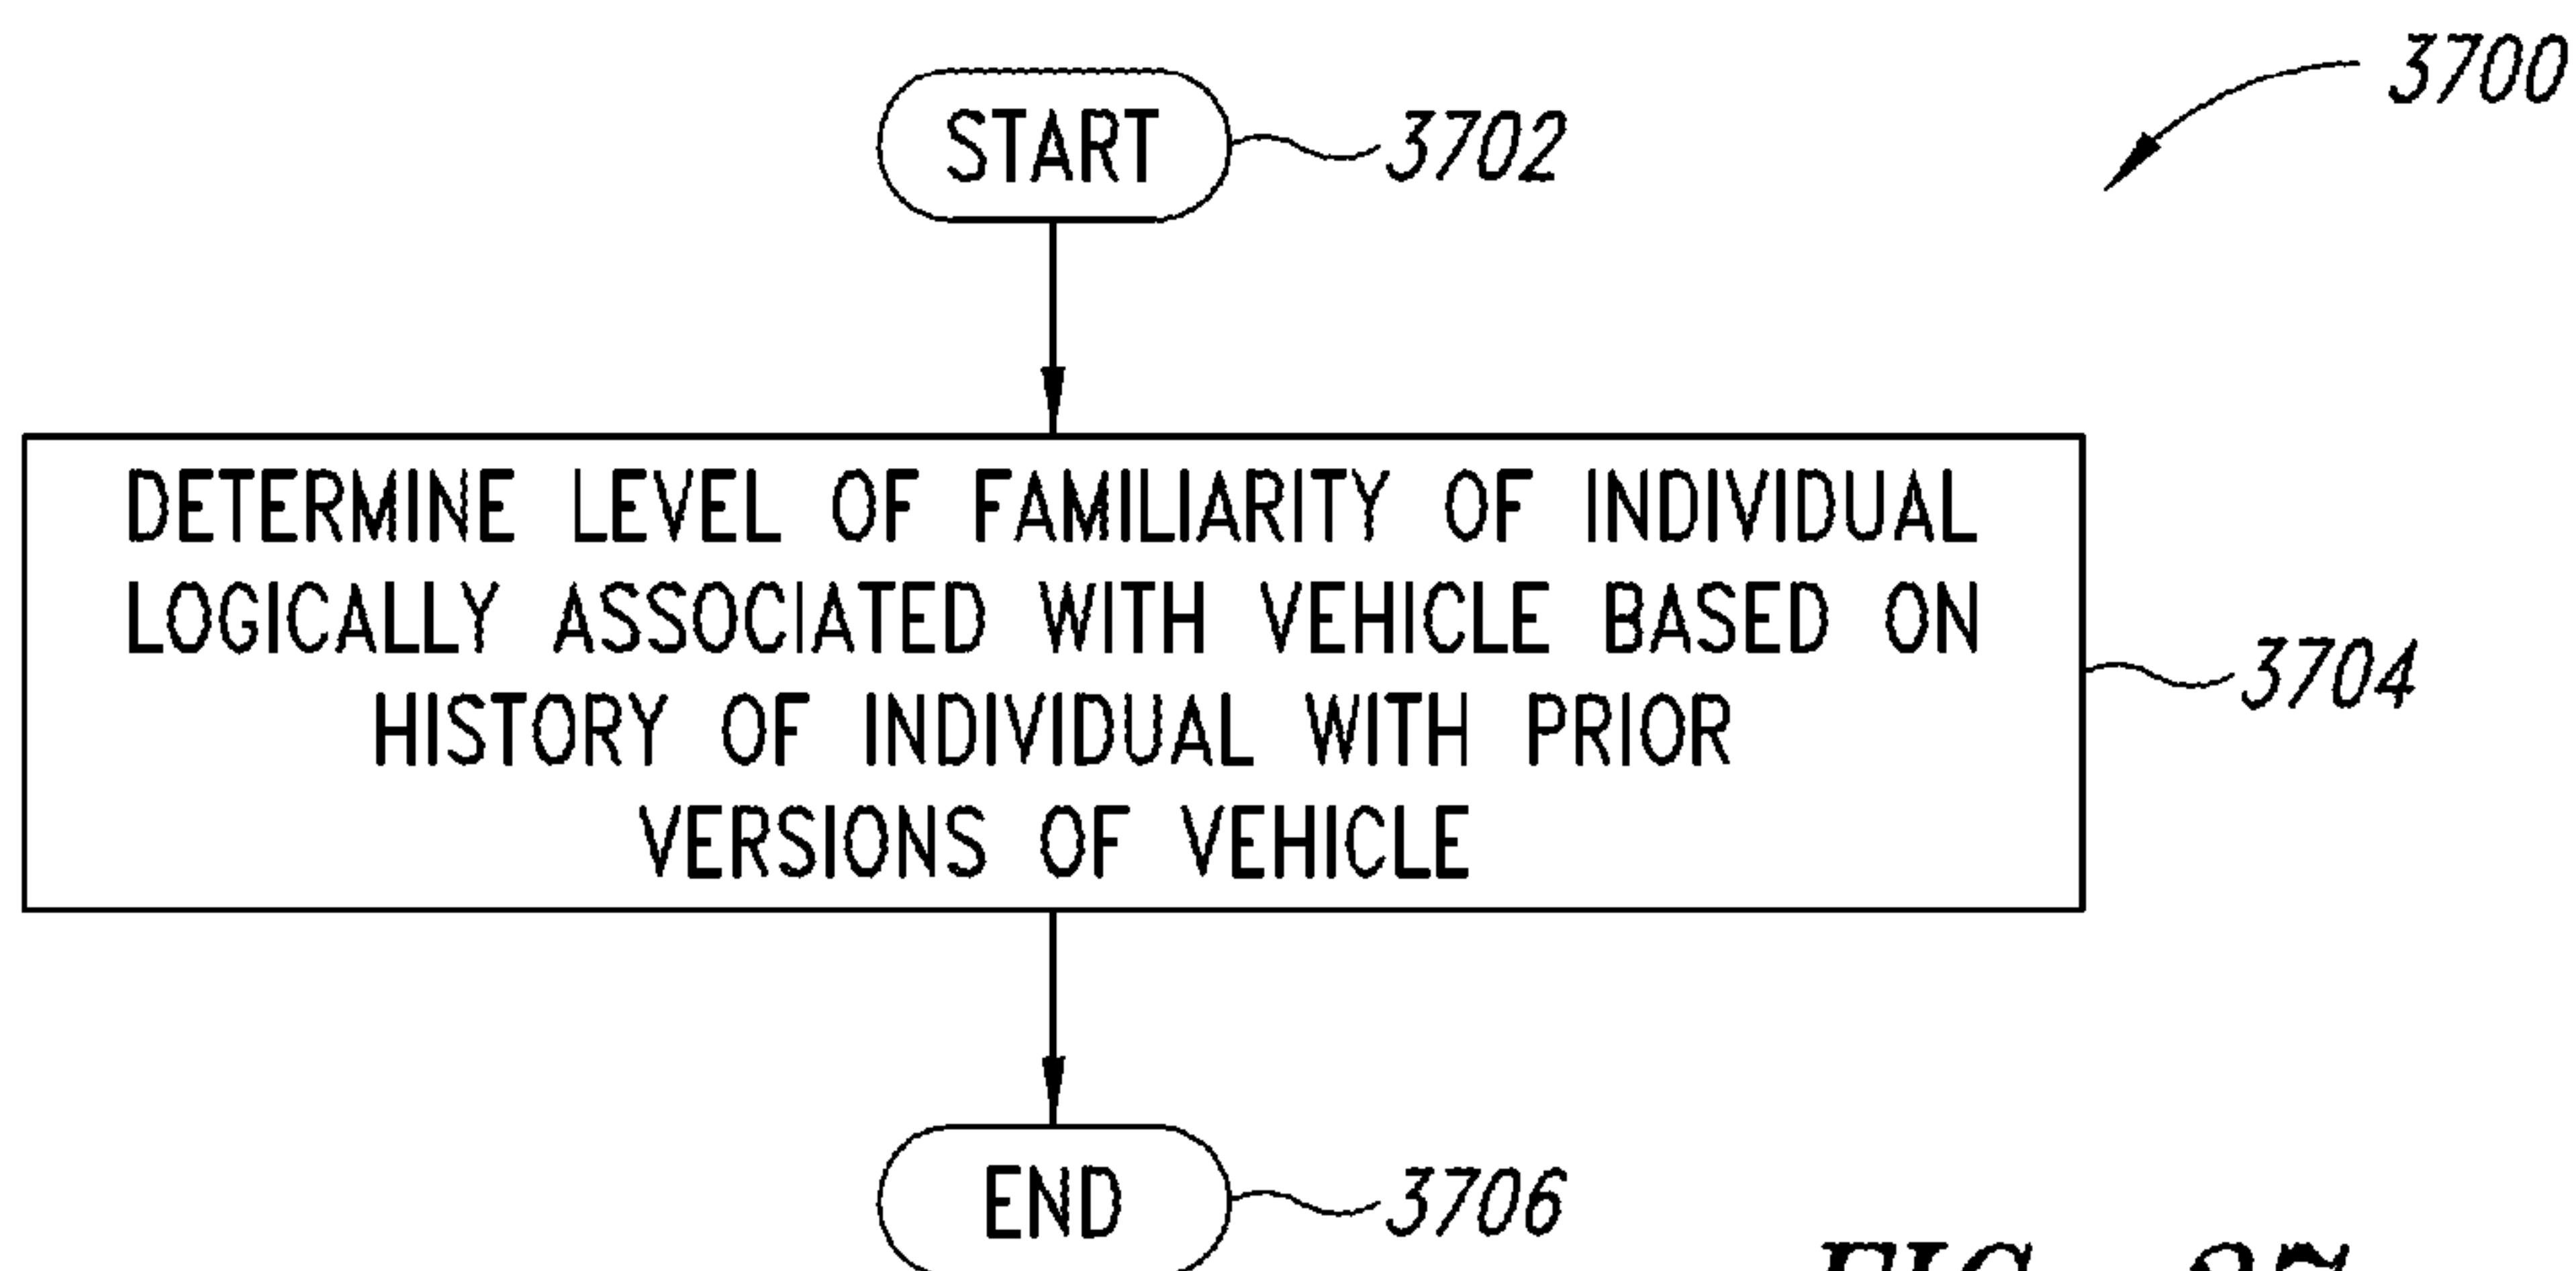 3700
START
3702
DETERMINE LEVEL OF FAMILIARITY OF INDIVIDUAL
LOGICALLY ASSOCIATED WITH VEHICLE BASED ON
HISTORY OF INDIVIDUAL WITH PRIOR
VERSIONS OF VEHICLE
3704
END
3706